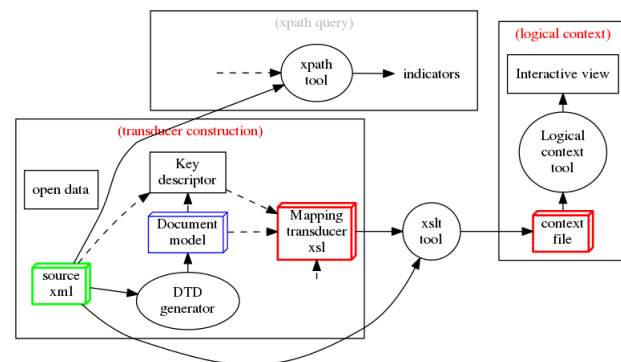 (xpath query)
xpath
tool
indicators
(logical context)
Interactive view
Logical
context
tool
context
file
(transducer construction)
open data
Key
descriptor
Document
model
Mapping
transducer
xsl
xslt
tool
source
xml
DTD
generator